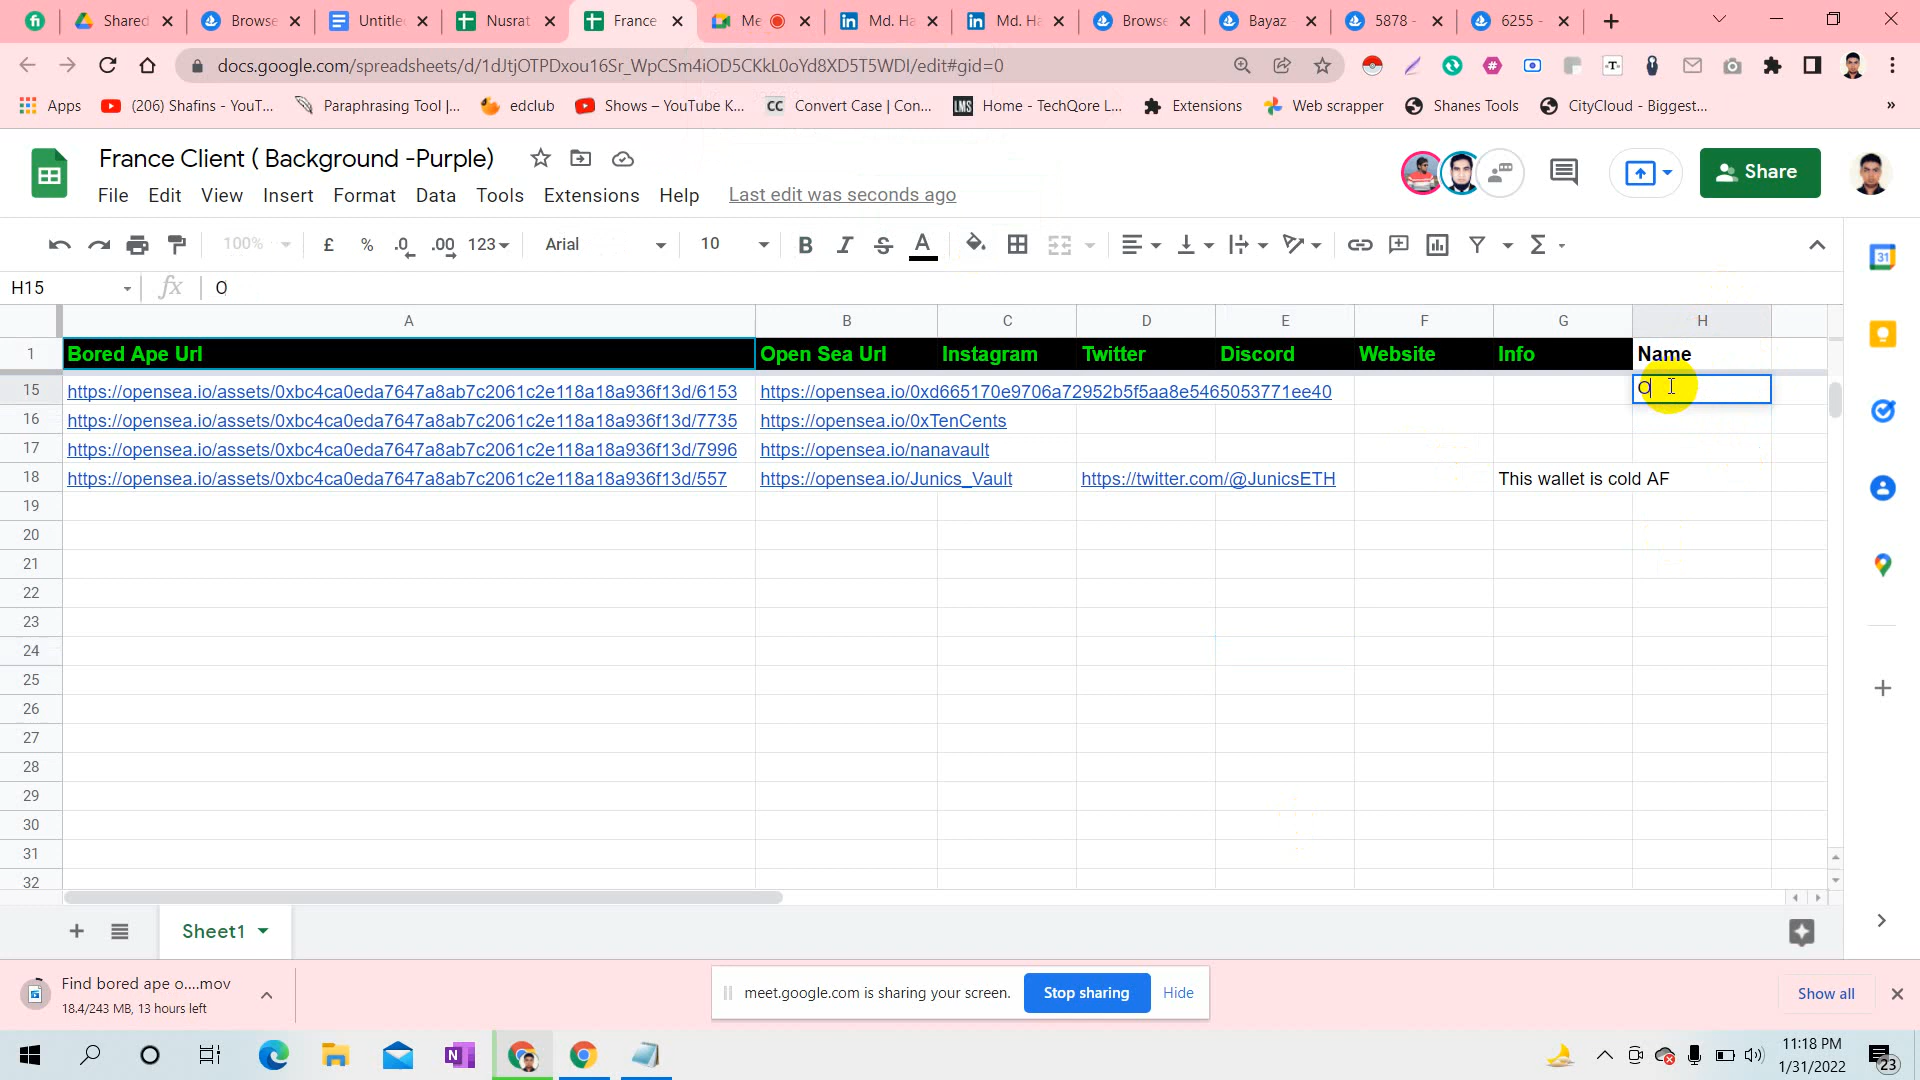 Shared
Browse
Untitle
Nusrat
France
Me
Md. Ha
Md. Ha
Browse
Bayaz
5878 -
6255 -
docs.google.com/spreadsheets/d/1dJtjOTPDxou16Sr_WpCSm4iOD5CKkL0oYd8XD5T5WDI/edit#gid=0
Apps
(206) Shafins - YouT...
Paraphrasing Tool |...
edclub
Shows – YouTube K...
CC Convert Case | Con...
LMS Home - TechQore L...
Extensions
Web scrapper
Shanes Tools
CityCloud - Biggest...
»
France Client ( Background -Purple)
File Edit View Insert Format Data Tools Extensions Help Last edit was seconds ago
Share
100% £ % .0 .00 123 Arial 10 B I S A Σ
31
H15 fx O
A B C D E F G H
1 Bored Ape Url Open Sea Url Instagram Twitter Discord Website Info Name
15 https://opensea.io/assets/0xbc4ca0eda7647a8ab7c2061c2e118a18a936f13d/6153 https://opensea.io/0xd665170e9706a72952b5f5aa8e5465053771ee40 O
16 https://opensea.io/assets/0xbc4ca0eda7647a8ab7c2061c2e118a18a936f13d/7735 https://opensea.io/0xTenCents
17 https://opensea.io/assets/0xbc4ca0eda7647a8ab7c2061c2e118a18a936f13d/7996 https://opensea.io/nanavault
18 https://opensea.io/assets/0xbc4ca0eda7647a8ab7c2061c2e118a18a936f13d/557 https://opensea.io/Junics_Vault https://twitter.com/@JunicsETH This wallet is cold AF
19
20
21
22
23
24
25
26
27
28
29
30
31
32
Sheet1
Find bored ape o....mov
18.4/243 MB, 13 hours left
meet.google.com is sharing your screen. Stop sharing Hide
Show all
11:18 PM
1/31/2022
23